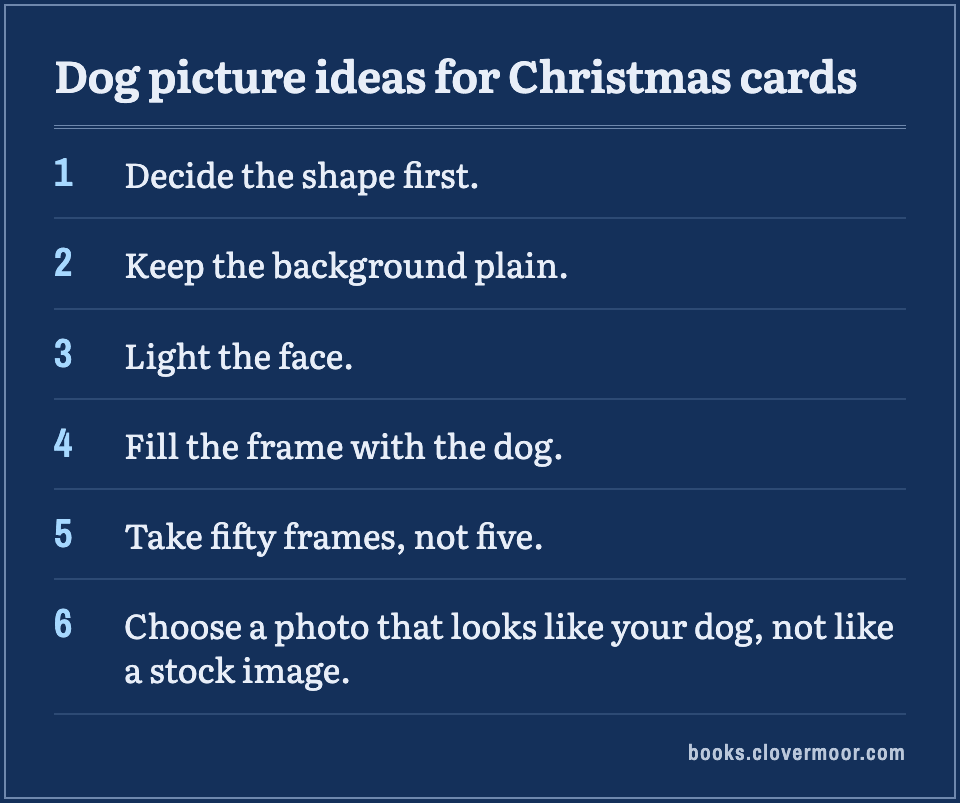 Dog picture ideas for Christmas cards
1 Decide the shape first.
2 Keep the background plain.
3 Light the face.
4 Fill the frame with the dog.
5 Take fifty frames, not five.
6 Choose a photo that looks like your dog, not like
a stock image.
books.clovermoor.com